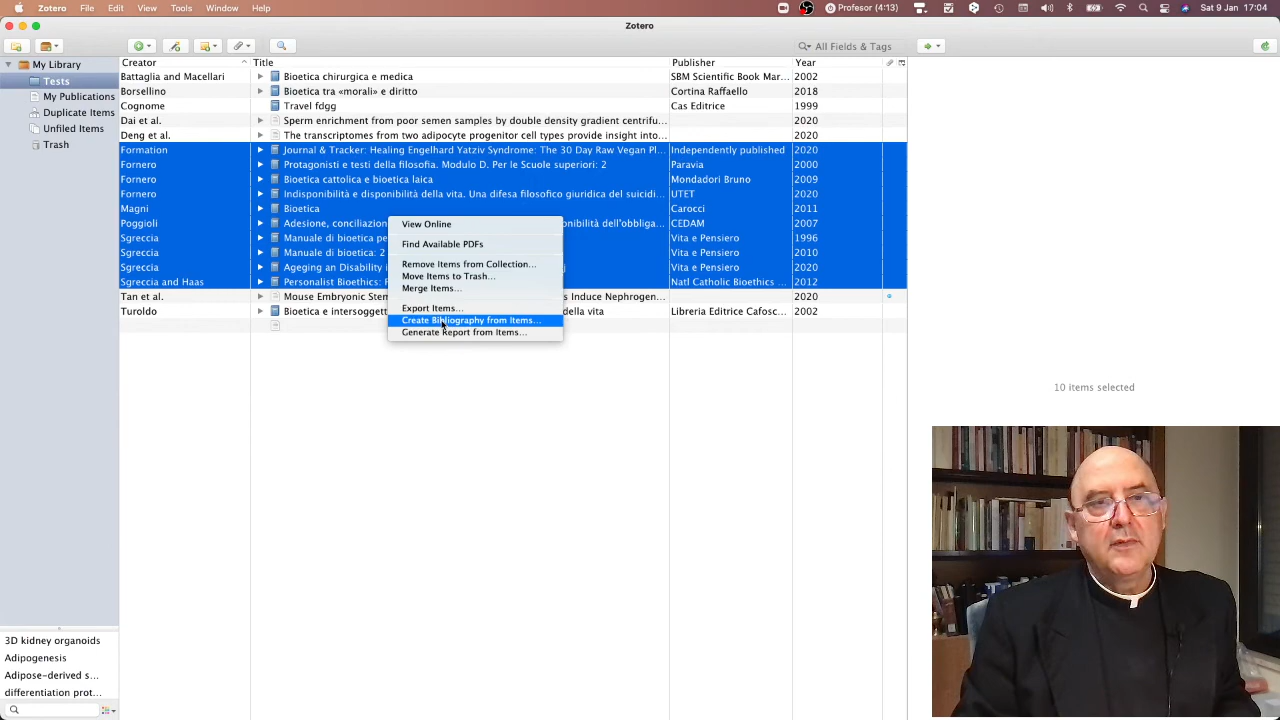 Zotero File Edit View Tools Window Help Profesor (4:13) Sat 9 Jan 17:04
Zotero
All Fields & Tags
My Library
Tests
My Publications
Duplicate Items
Unfiled Items
Trash
Creator Title Publisher Year
Battaglia and Macellari Bioetica chirurgica e medica SBM Scientific Book Mar... 2002
Borsellino Bioetica tra «morali» e diritto Cortina Raffaello 2018
Cognome Travel fdgg Cas Editrice 1999
Dai et al. Sperm enrichment from poor semen samples by double density gradient centrifu... 2020
Deng et al. The transcriptomes from two adipocyte progenitor cell types provide insight into... 2020
Formation Journal & Tracker: Healing Engelhard Yatziv Syndrome: The 30 Day Raw Vegan Pl... Independently published 2020
Fornero Protagonisti e testi della filosofia. Modulo D. Per le Scuole superiori: 2 Paravia 2000
Fornero Bioetica cattolica e bioetica laica Mondadori Bruno 2009
Fornero Indisponibilità e disponibilità della vita. Una difesa filosofico giuridica del suicidi... UTET 2020
Magni Bioetica Carocci 2011
Poggioli Adesione, conciliazion onibilità dell'obbliga... CEDAM 2007
Sgreccia Manuale di bioetica pe Vita e Pensiero 1996
Sgreccia Manuale di bioetica: 2 Vita e Pensiero 2010
Sgreccia Ageging an Disability i Vita e Pensiero 2020
Sgreccia and Haas Personalist Bioethics: F Natl Catholic Bioethics ... 2012
Tan et al. Mouse Embryonic Stem s Induce Nephrogen... 2020
Turoldo Bioetica e intersoggett della vita Libreria Editrice Cafosc... 2002
View Online
Find Available PDFs
Remove Items from Collection...
Move Items to Trash...
Merge Items...
Export Items...
Create Bibliography from Items...
Generate Report from Items...
10 items selected
3D kidney organoids
Adipogenesis
Adipose-derived s...
differentiation prot...